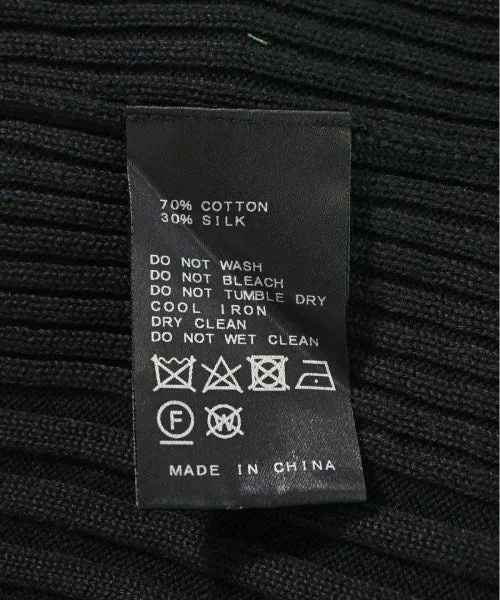 70% COTTON
30% SILK
DO NOT WASH
DO NOT BLEACH
DO NOT TUMBLE DRY
COOL IRON
DRY CLEAN
DO NOT WET CLEAN
F
W
MADE IN CHINA